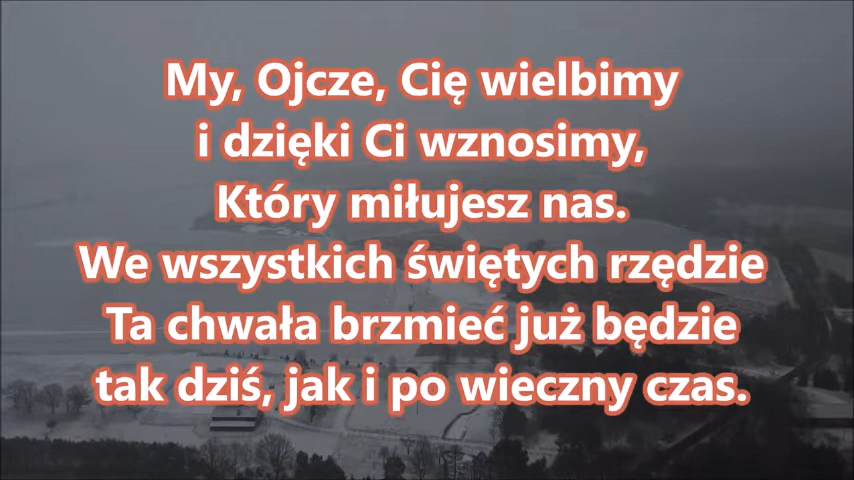 My, Ojcze, Cię wielbimy
i dzięki Ci wznosimy,
Który miłujesz nas.
We wszystkich świętych rzędzie
Ta chwała brzmieć już będzie
tak dziś, jak i po wieczny czas.